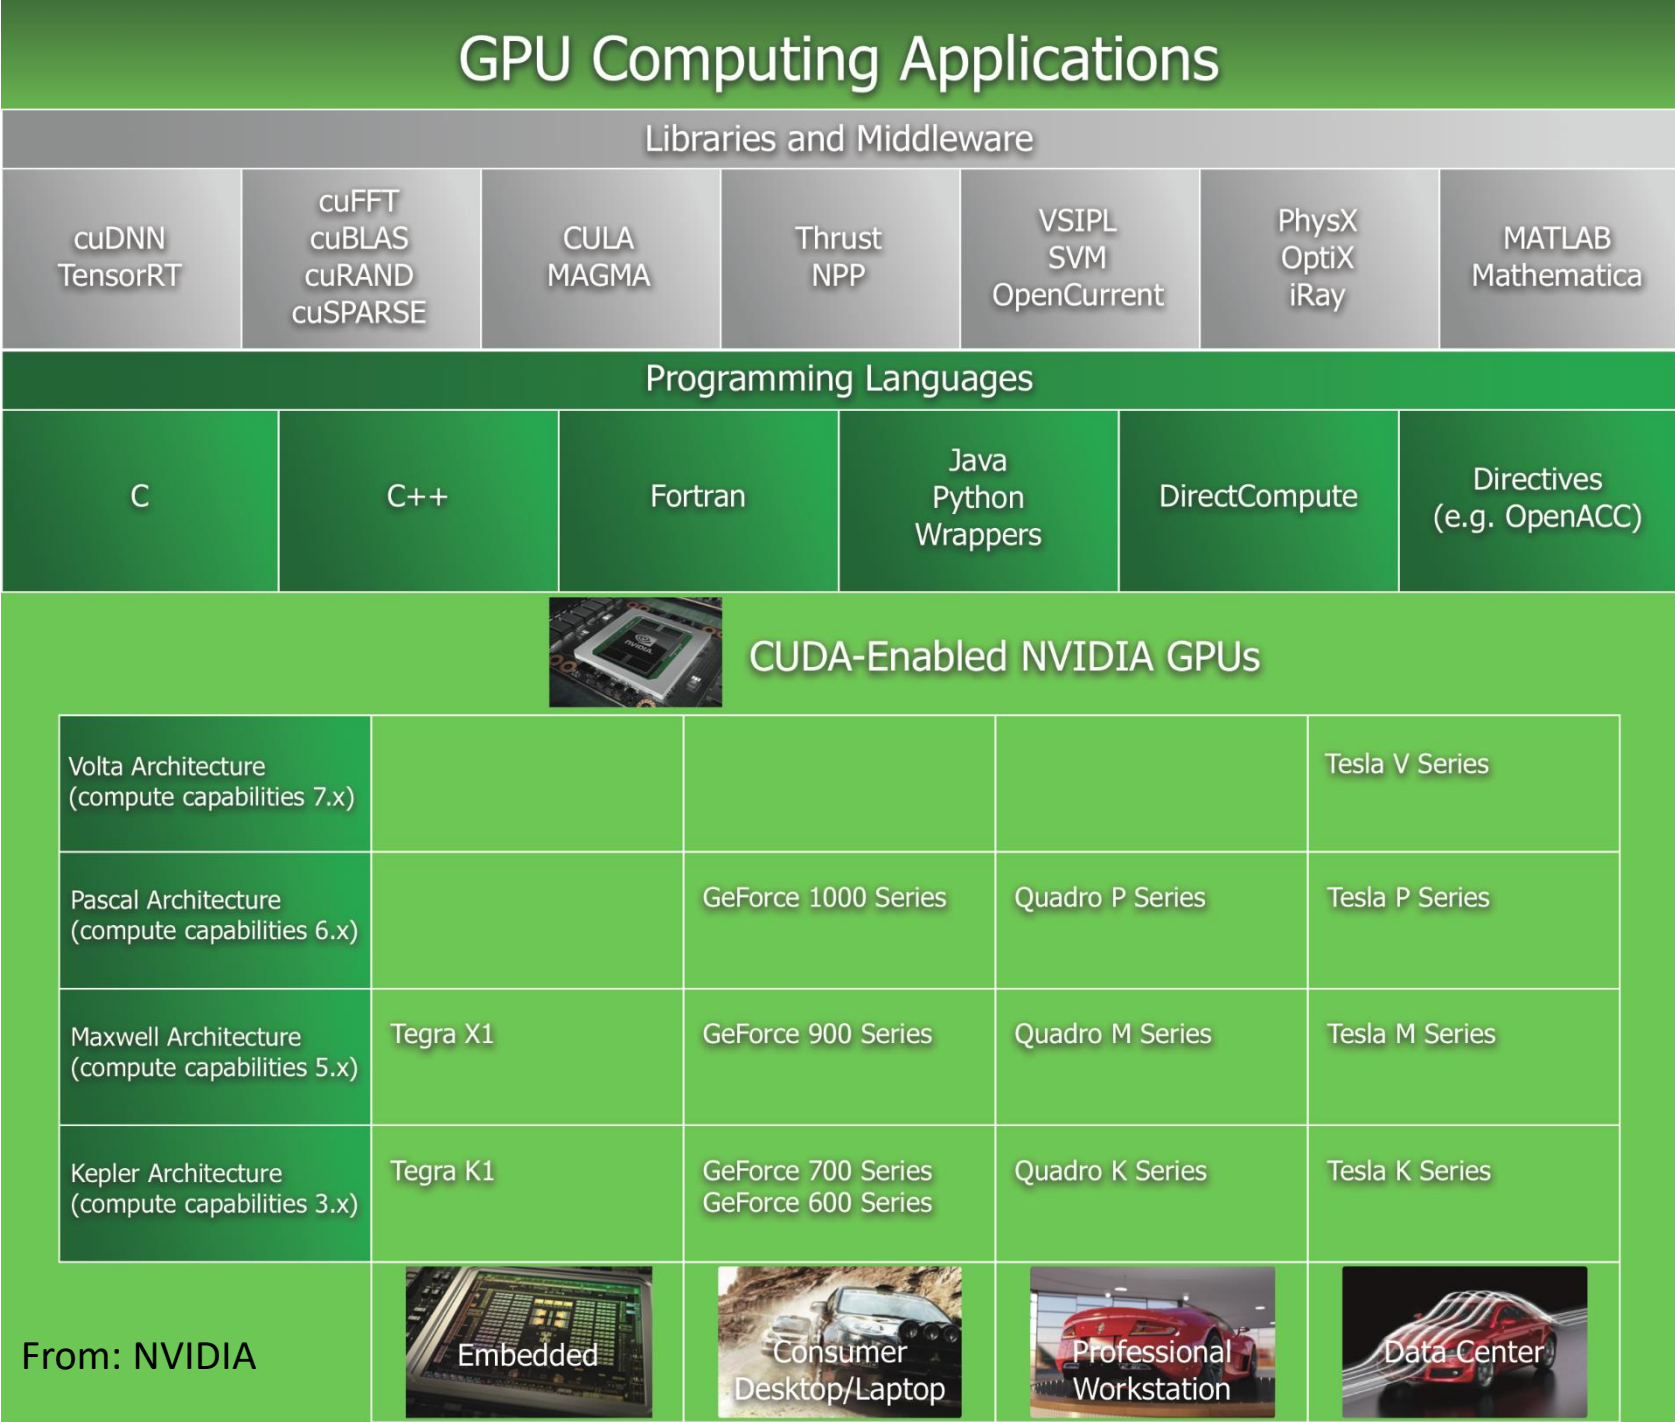 GPU Computing Applications
Libraries and Middleware
cuDNN
TensorRT
cuFFT
cuBLAS
cuRAND
cuSPARSE
CULA
MAGMA
Thrust
NPP
VSIPL
SVM
OpenCurrent
PhysX
OptiX
iRay
MATLAB
Mathematica
Programming Languages
C
C++
Fortran
Java
Python
Wrappers
DirectCompute
Directives
(e.g. OpenACC)
NVIDIA.
CUDA-Enabled NVIDIA GPUs
Volta Architecture
(compute capabilities 7.x)
Tesla V Series
Pascal Architecture
(compute capabilities 6.x)
GeForce 1000 Series
Quadro P Series
Tesla P Series
Maxwell Architecture
(compute capabilities 5.x)
Tegra X1
GeForce 900 Series
Quadro M Series
Tesla M Series
Kepler Architecture
(compute capabilities 3.x)
Tegra K1
GeForce 700 Series
GeForce 600 Series
Quadro K Series
Tesla K Series
From: NVIDIA
Embedded
Consumer
Desktop/Laptop
Professional
Workstation
Data Center